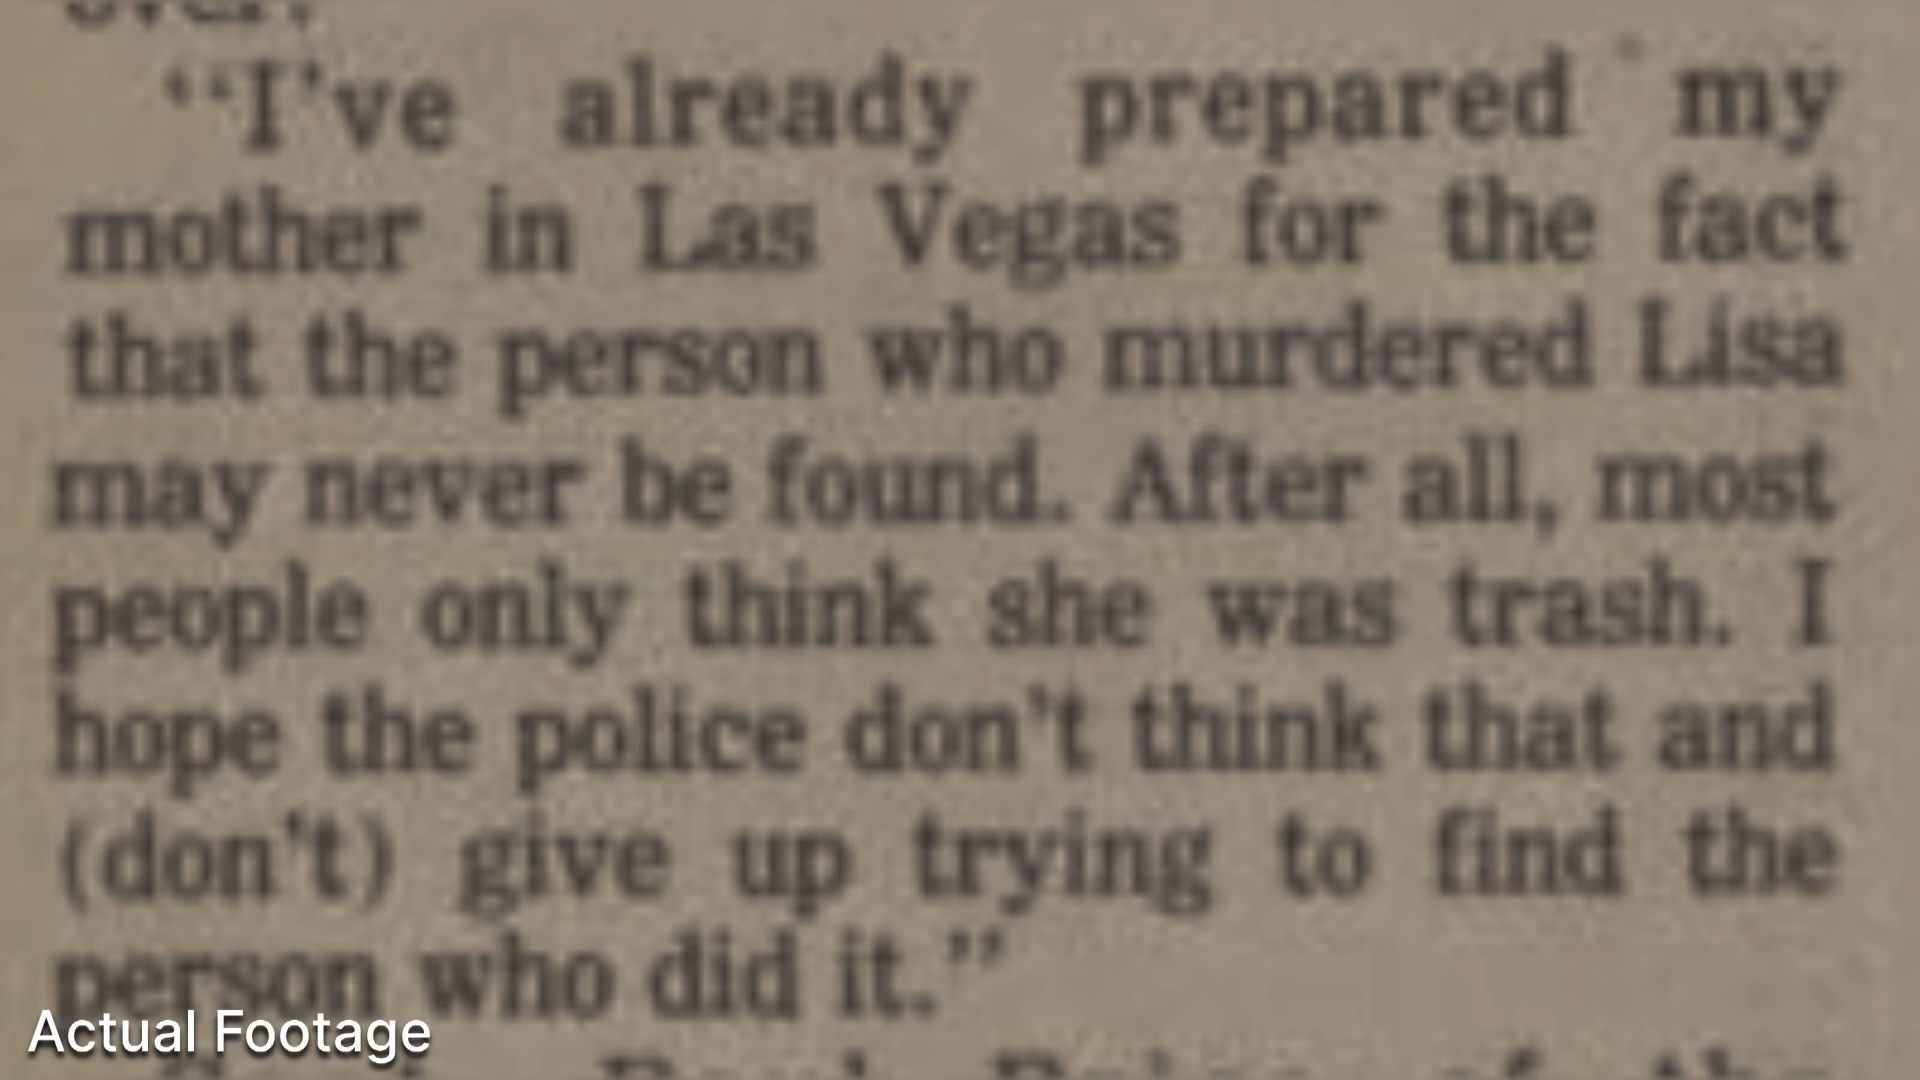 over.
"I've already prepared my
mother in Las Vegas for the fact
that the person who murdered Lisa
may never be found. After all, most
people only think she was trash. I
hope the police don't think that and
(don't) give up trying to find the
person who did it."
Actual Footage